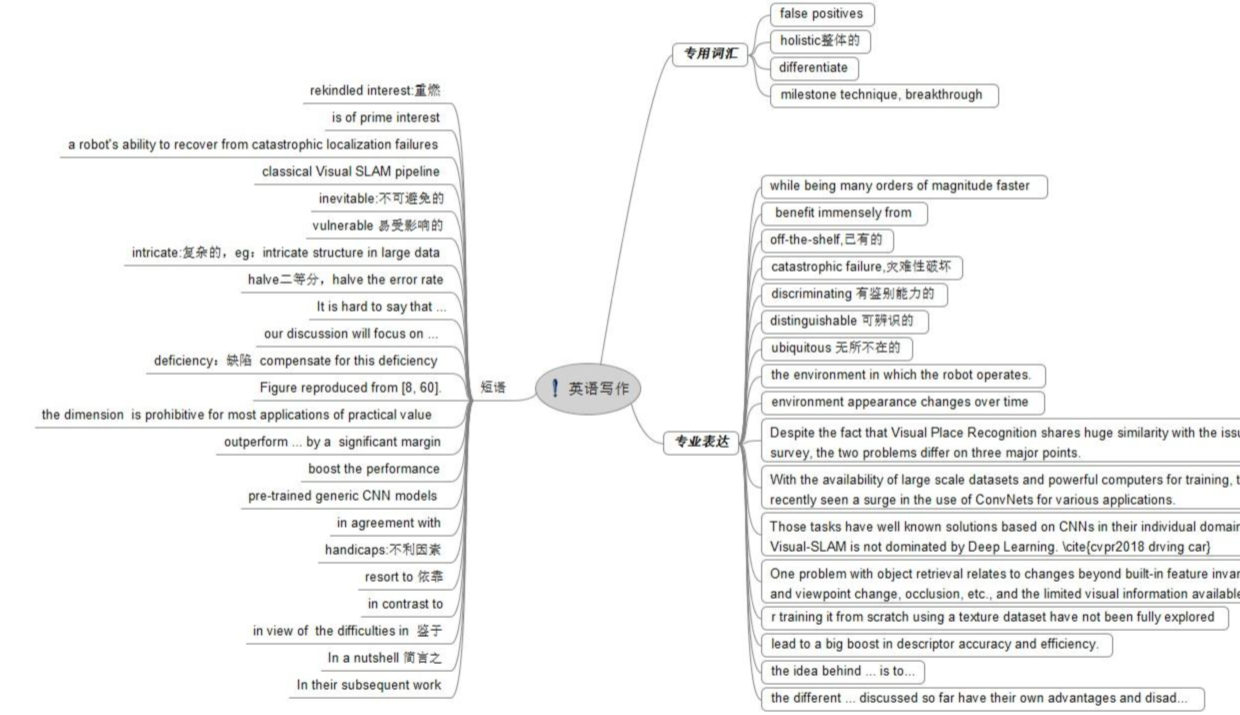 英语写作
专用词汇
false positives
holistic整体的
differentiate
milestone technique, breakthrough
专业表达
while being many orders of magnitude faster
benefit immensely from
off-the-shelf,已有的
catastrophic failure,灾难性破坏
discriminating 有鉴别能力的
distinguishable 可辨识的
ubiquitous 无所不在的
the environment in which the robot operates.
environment appearance changes over time
Despite the fact that Visual Place Recognition shares huge similarity with the issu
survey, the two problems differ on three major points.
With the availability of large scale datasets and powerful computers for training, t
recently seen a surge in the use of ConvNets for various applications.
Those tasks have well known solutions based on CNNs in their individual domain
Visual-SLAM is not dominated by Deep Learning. \cite{cvpr2018 drving car}
One problem with object retrieval relates to changes beyond built-in feature invar
and viewpoint change, occlusion, etc., and the limited visual information available
r training it from scratch using a texture dataset have not been fully explored
lead to a big boost in descriptor accuracy and efficiency.
the idea behind ... is to...
the different ... discussed so far have their own advantages and disad...
短语
rekindled interest:重燃
is of prime interest
a robot's ability to recover from catastrophic localization failures
classical Visual SLAM pipeline
inevitable:不可避免的
vulnerable 易受影响的
intricate:复杂的，eg：intricate structure in large data
halve二等分，halve the error rate
It is hard to say that ...
our discussion will focus on ...
deficiency：缺陷 compensate for this deficiency
Figure reproduced from [8, 60].
the dimension is prohibitive for most applications of practical value
outperform ... by a significant margin
boost the performance
pre-trained generic CNN models
in agreement with
handicaps:不利因素
resort to 依靠
in contrast to
in view of the difficulties in 鉴于
In a nutshell 简言之
In their subsequent work